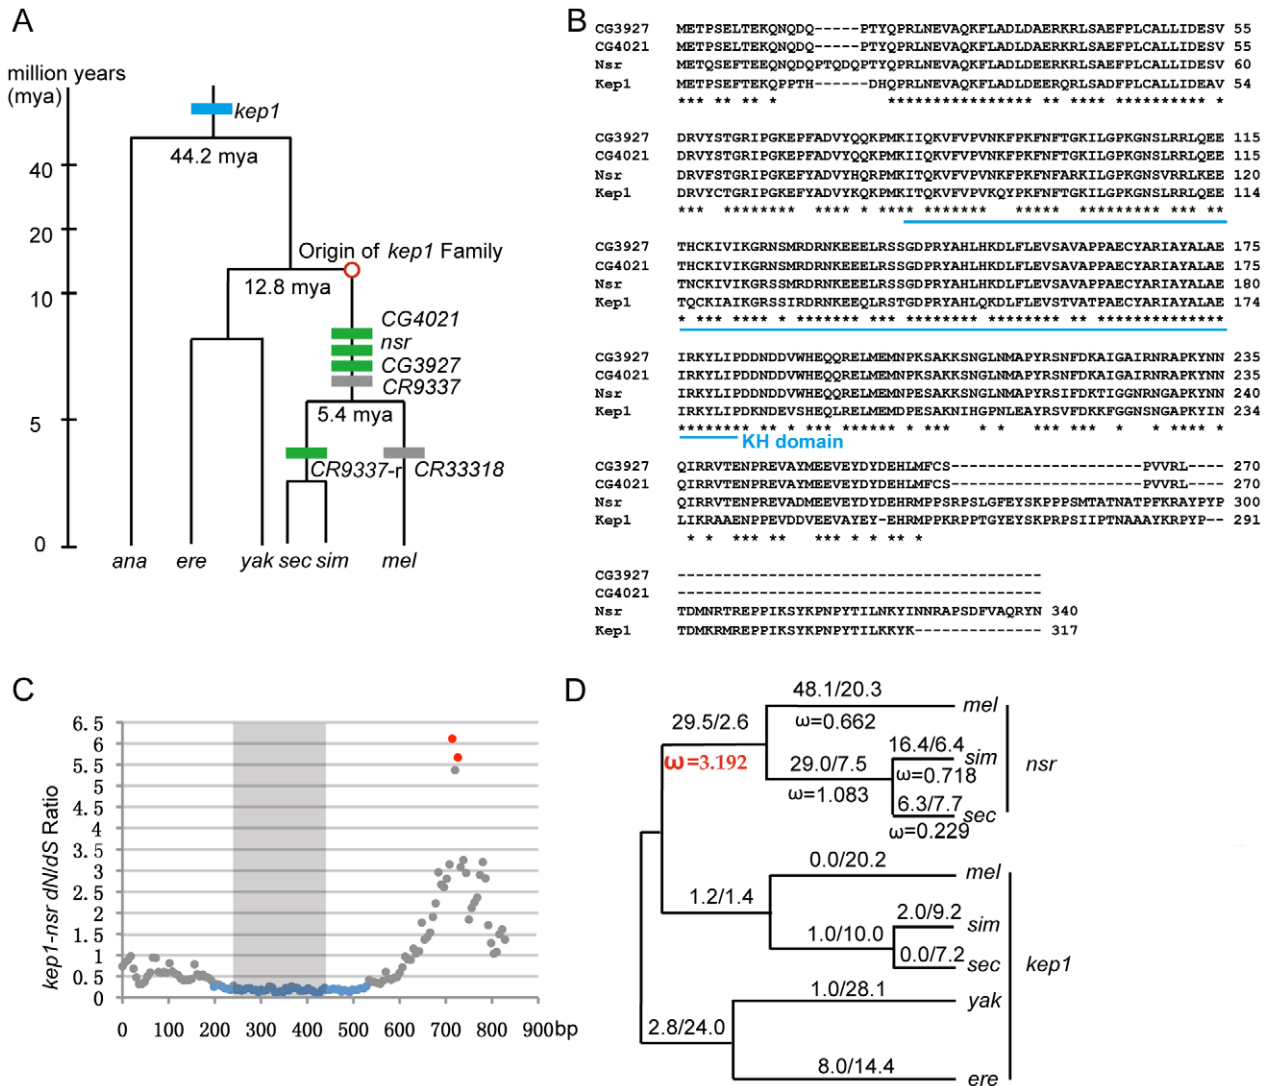 A
million years
(mya)
kep1
44.2 mya
40
20
Origin of kep1 Family
12.8 mya
10
CG4021
nsr
CG3927
CR9337
5.4 mya
5
CR9337-r CR33318
0
ana ere yak sec sim mel
B
CG3927 METPSELTEKQNQDQ-----PTYQPRLNEVAQKFLADLDAERKRLSAEFPLCALLIDESV 55
CG4021 METPSELTEKQNQDQ-----PTYQPRLNEVAQKFLADLDAERKRLSAEFPLCALLIDESV 55
Nsr METQSEFTEEQNQDQPTQDQPTYQPRLNEVAQKFLADLDEERKRLSAEFPLCALLIDESV 60
Kep1 METPSEFTEKQPPTH------DHQPRLNEVAQKFLADLDEERQRLSADFPLCALLIDEAV 54
*** ** ** * **************** ** **** ********** *
CG3927 DRVYSTGRIPGKEPFADVYQQKPMKIIQKVFVPVNKFPKFNFTGKILGPKGNSLRRLQEE 115
CG4021 DRVYSTGRIPGKEPFADVYQQKPMKIIQKVFVPVNKFPKFNFTGKILGPKGNSLRRLQEE 115
Nsr DRVFSTGRIPGKEFYADVYHQRPMKITQKVFVPVNKFPKFNFARKILGPKGNSVRRLKEE 120
Kep1 DRVYCTGRIPGKEFYADVYKQKPMKITQKVFVPVKQYPKFNFTGKILGPKGNSLRRLQEE 114
*** ******** **** * **** ******* ***** ********* *** **
CG3927 THCKIVIKGRNSMRDRNKEEELRSSGDPRYAHLHKDLFLEVSAVAPPAECYARIAYALAE 175
CG4021 THCKIVIKGRNSMRDRNKEEELRSSGDPRYAHLHKDLFLEVSAVAPPAECYARIAYALAE 175
Nsr TNCKIVIKGRNSMRDRNKEEELRSSGDPRYAHLHKDLFLEVSAVAPPAECYARIAYALAE 180
Kep1 TQCKIAIKGRSSIRDRNKEEQLRSTGDPRYAHLQKDLFLEVSTVATPAECYARIAYALAE 174
* *** **** * ******* *** ******** ******** ** **************
CG3927 IRKYLIPDDNDDVWHEQQRELMEMNPKSAKKSNGLNMAPYRSNFDKAIGAIRNRAPKYNN 235
CG4021 IRKYLIPDDNDDVWHEQQRELMEMNPKSAKKSNGLNMAPYRSNFDKAIGAIRNRAPKYNN 235
Nsr IRKYLIPDDNDDVWHEQQRELMEMNPKSAKKSNGLNMAPYRSIFDKTIGGNRNGAPKYNN 240
Kep1 IRKYLIPDKNDEVSHEQLRELMEMDPESAKNIHGPNLEAYRSVFDKKFGGNSNGAPKYIN 234
******** ** * *** ****** * *** * * *** *** * * **** *
KH domain
CG3927 QIRRVTENPREVAYMEEVEYDYDEHLMFCS---------------------PVVRL---- 270
CG4021 QIRRVTENPREVAYMEEVEYDYDEHLMFCS---------------------PVVRL---- 270
Nsr QIRRVTENPREVADMEEVEYDYDEHRMPPSRPSLGFEYSKPPPSMTATNATPFKRAYPYP 300
Kep1 LIKRAAENPPEVDDVEEVAYEY-EHRMPPKRPPTGYEYSKPRPSIIPTNAAAYKRPYP-- 291
* * *** ** *** * ** *
CG3927 ----------------------------------------
CG4021 ----------------------------------------
Nsr TDMNRTREPPIKSYKPNPYTILNKYINNRAPSDFVAQRYN 340
Kep1 TDMKRMREPPIKSYKPNPYTILKKYK-------------- 317
C
kep1-nsr dN/dS Ratio
6.5
6
5.5
5
4.5
4
3.5
3
2.5
2
1.5
1
0.5
0
0 100 200 300 400 500 600 700 800 900bp
D
48.1/20.3
mel
29.5/2.6
ω=0.662
16.4/6.4
sim
ω=3.192
29.0/7.5
ω=0.718
nsr
ω=1.083
6.3/7.7
sec
ω=0.229
0.0/20.2
mel
1.2/1.4
2.0/9.2
sim
1.0/10.0
0.0/7.2
sec
kep1
1.0/28.1
yak
2.8/24.0
8.0/14.4
ere